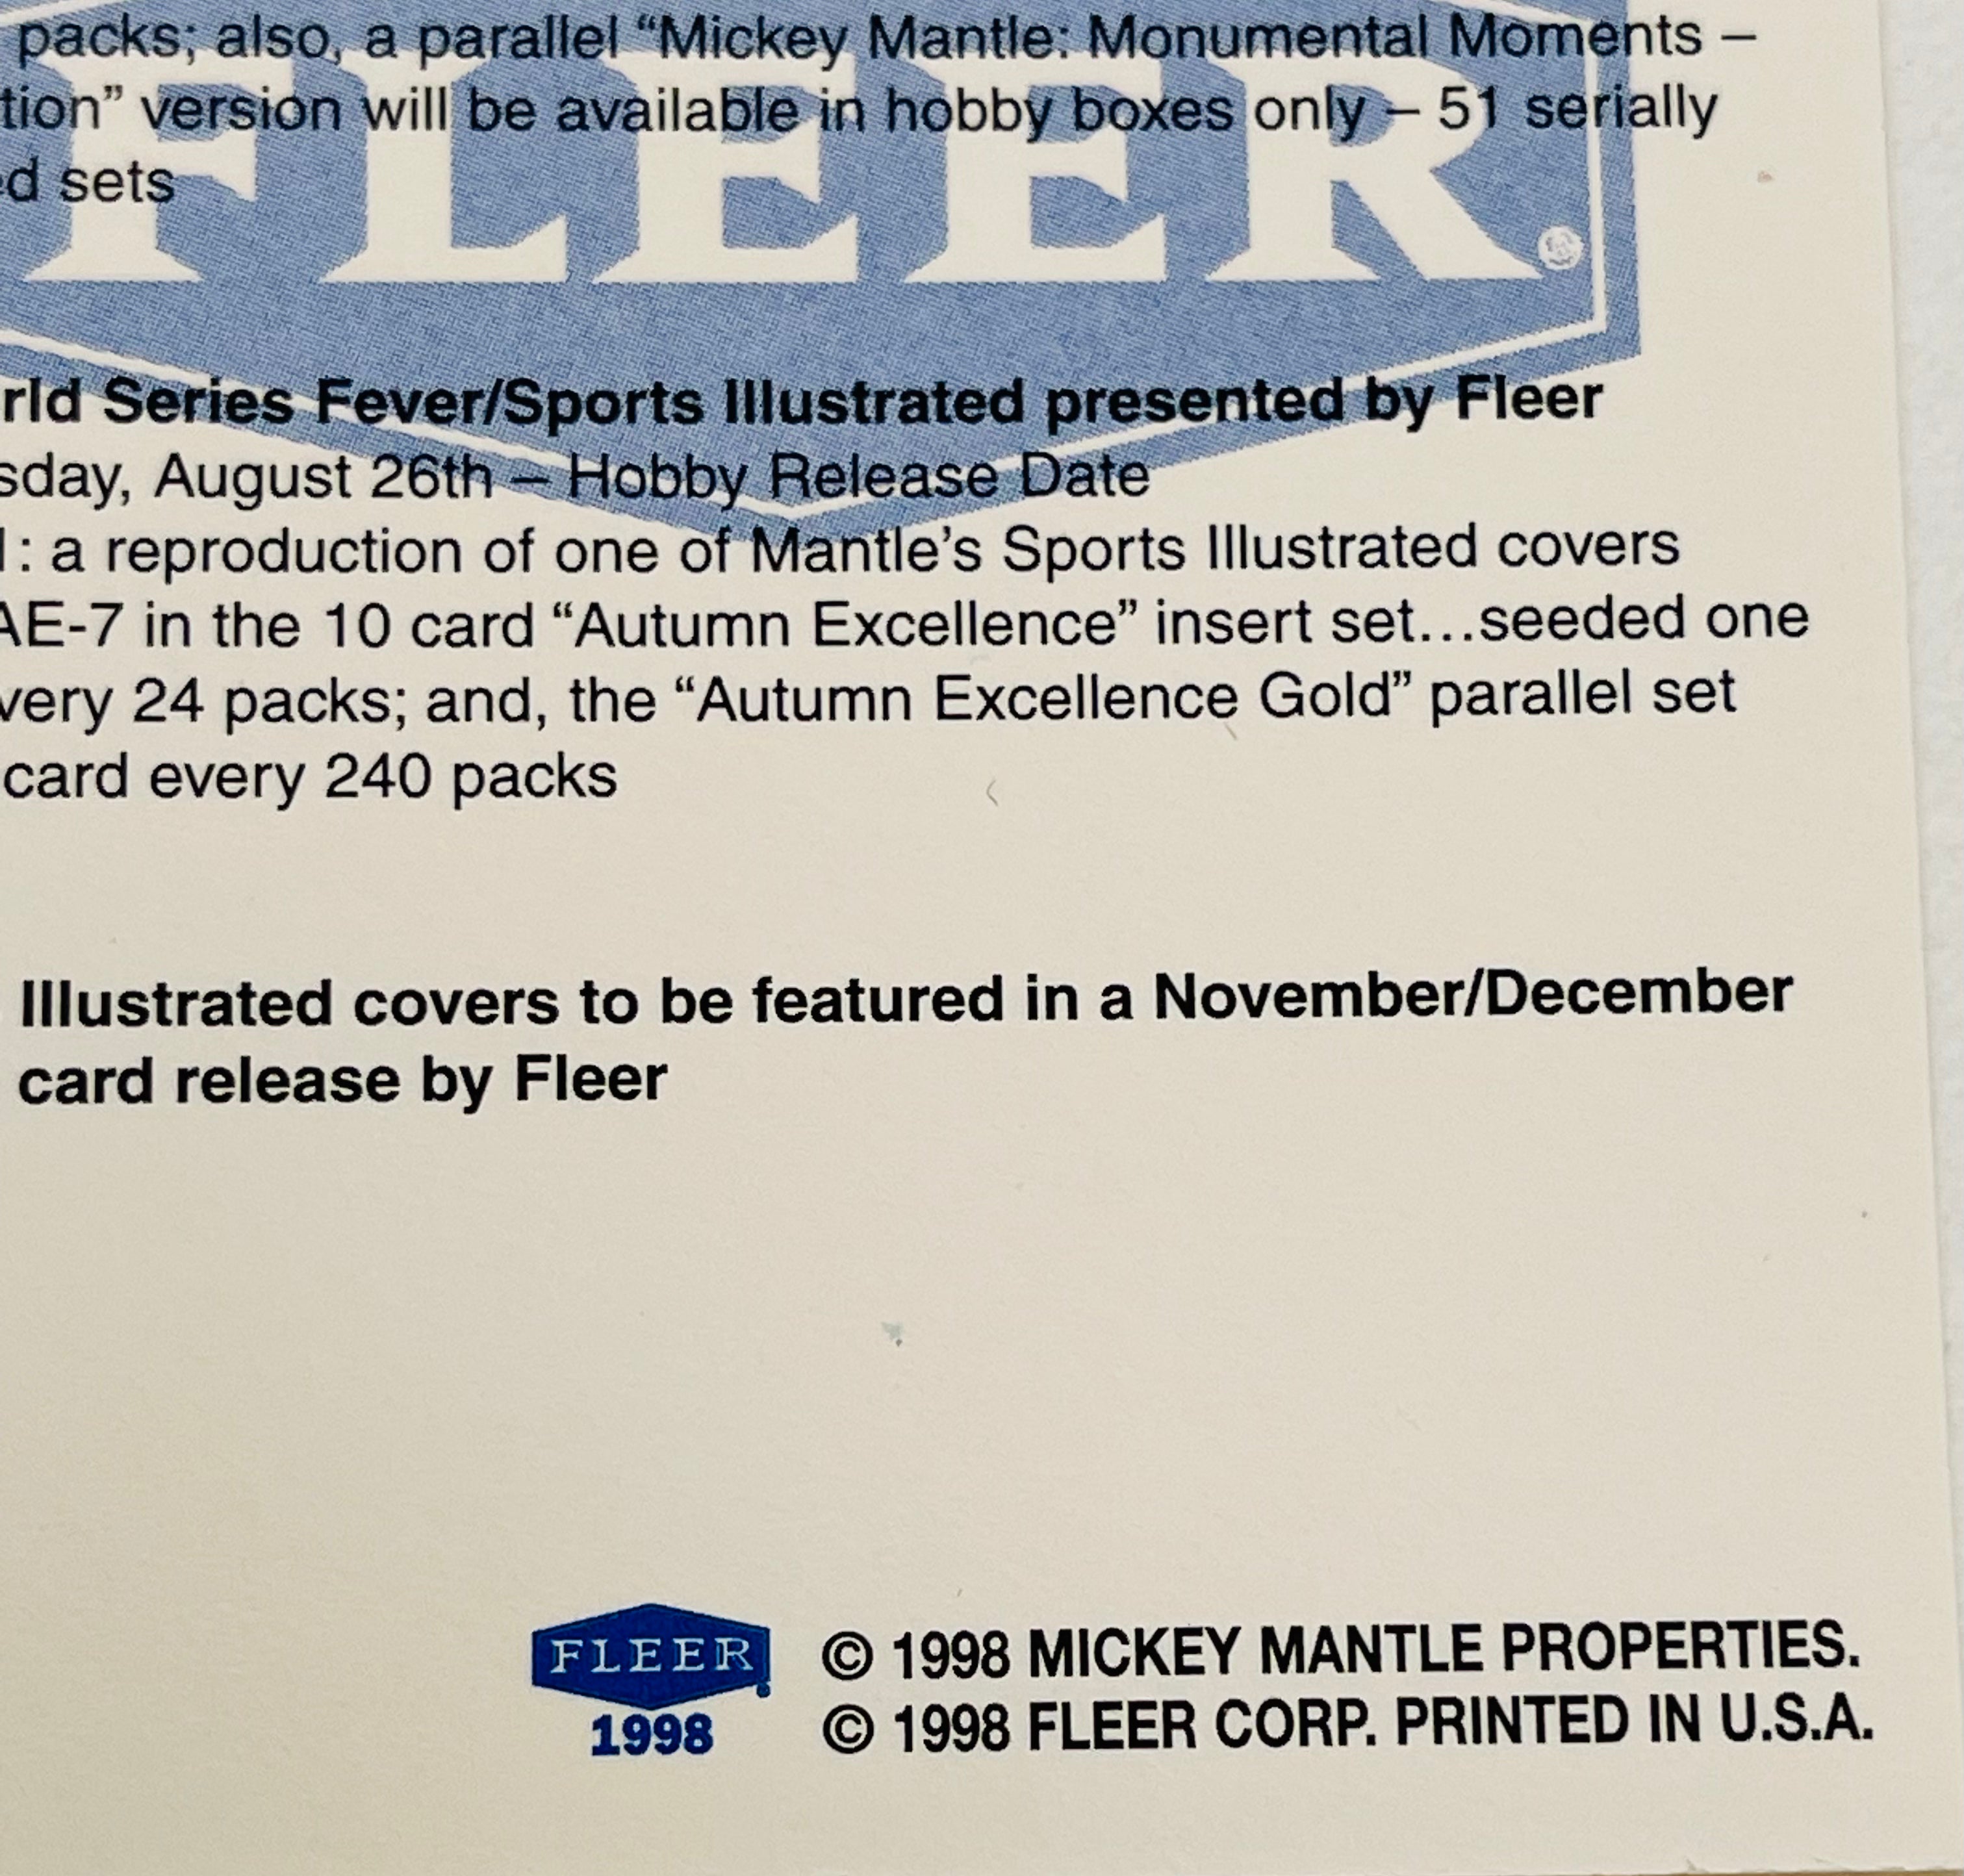 packs; also, a parallel “Mickey Mantle: Monumental Moments –
tion” version will be available in hobby boxes only – 51 serially
d sets
FLEER®
rld Series Fever/Sports Illustrated presented by Fleer
sday, August 26th – Hobby Release Date
: a reproduction of one of Mantle’s Sports Illustrated covers
AE-7 in the 10 card “Autumn Excellence” insert set...seeded one
very 24 packs; and, the “Autumn Excellence Gold” parallel set
card every 240 packs
Illustrated covers to be featured in a November/December
card release by Fleer
FLEER
1998
© 1998 MICKEY MANTLE PROPERTIES.
© 1998 FLEER CORP. PRINTED IN U.S.A.